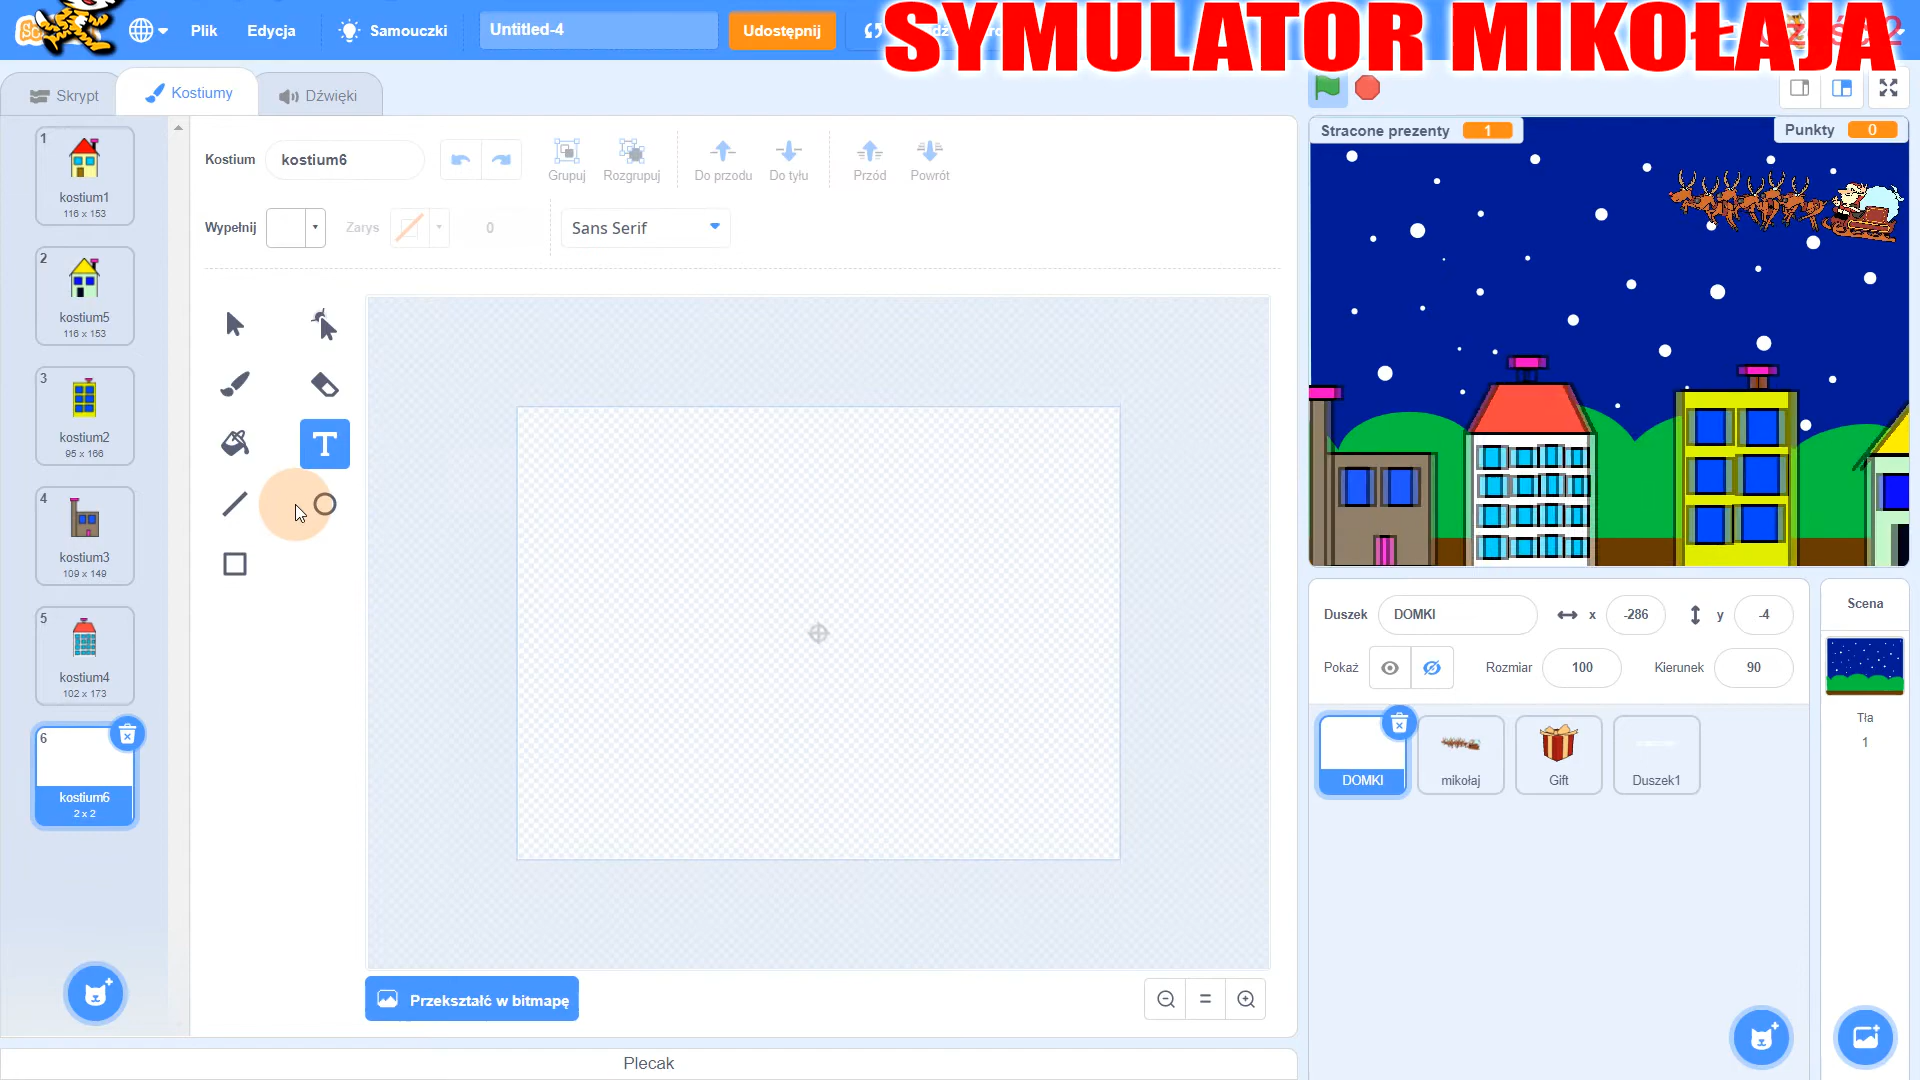 Plik
Edycja
Samouczki
Untitled-4
Udostępnij
SYMULATOR MIKOŁAJA
Skrypt
Kostiumy
Dźwięki
Stracone prezenty 1
Punkty 0
1
kostium1
116 x 153
2
kostium5
116 x 153
3
kostium2
95 x 166
4
kostium3
109 x 149
5
kostium4
102 x 173
6
kostium6
2 x 2
Kostium
kostium6
Grupuj
Rozgrupuj
Do przodu
Do tyłu
Przód
Powrót
Wypełnij
Zarys
0
Sans Serif
T
Przekształć w bitmapę
Plecak
Duszek
DOMKI
x
-286
y
-4
Pokaż
Rozmiar
100
Kierunek
90
DOMKI
mikołaj
Gift
Duszek1
Scena
Tła
1